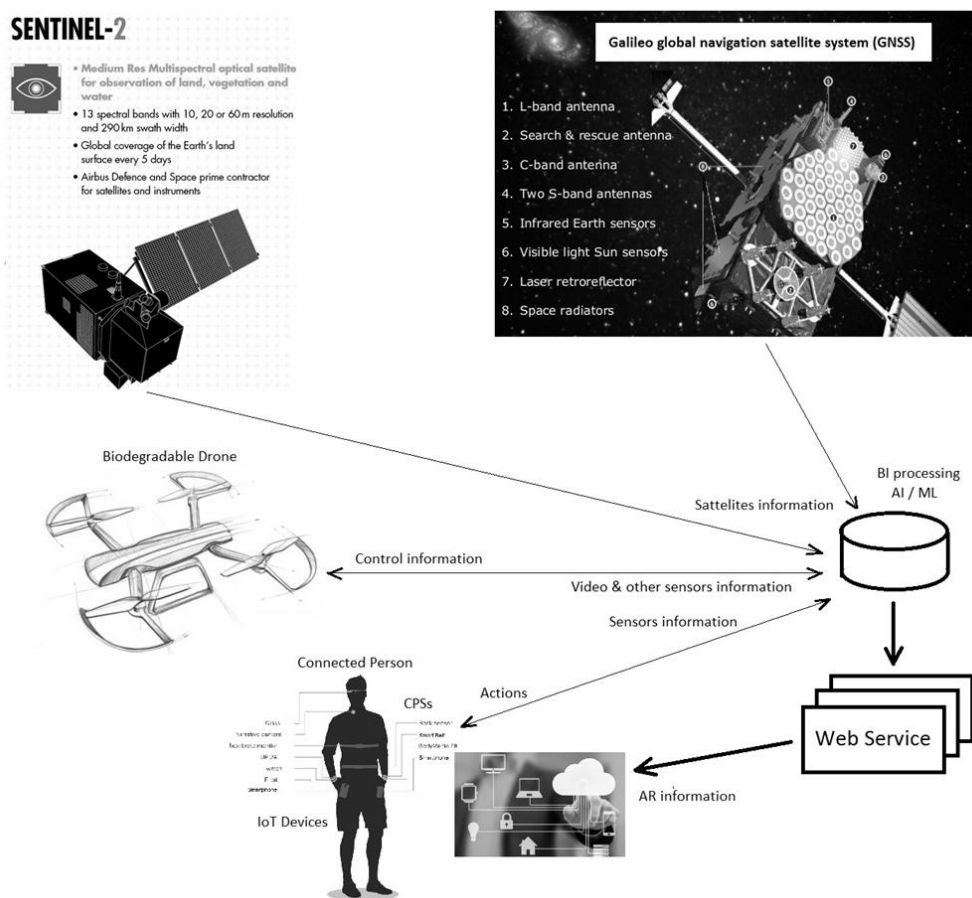 SENTINEL-2
• Medium Res Multispectral optical satellite
for observation of land, vegetation and
water
• 13 spectral bands with 10, 20 or 60 m resolution
and 290 km swath width
• Global coverage of the Earth's land
surface every 5 days
• Airbus Defence and Space prime contractor
for satellites and instruments
Galileo global navigation satellite system (GNSS)
1. L-band antenna
2. Search & rescue antenna
3. C-band antenna
4. Two S-band antennas
5. Infrared Earth sensors
6. Visible light Sun sensors
7. Laser retroreflector
8. Space radiators
Biodegradable Drone
BI processing
AI / ML
Sattelites information
Control information
Video & other sensors information
Sensors information
Connected Person
CPSs
Actions
Smartphone
IoT Devices
Web Service
AR information